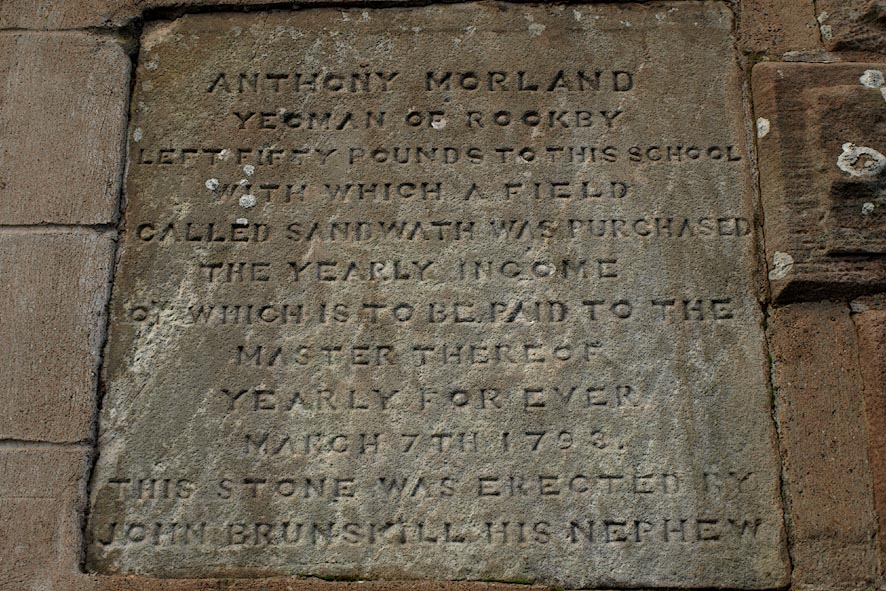 ANTHONY MORLAND
YEOMAN OF ROOKBY
LEFT FIFTY POUNDS TO THIS SCHOOL
WITH WHICH A FIELD
CALLED SANDWATH WAS PURCHASED
THE YEARLY INCOME
OF WHICH IS TO BE PAID TO THE
MASTER THEREOF
YEARLY FOR EVER
MARCH 7TH 1793.
THIS STONE WAS ERECTED BY
JOHN BRUNSKILL HIS NEPHEW